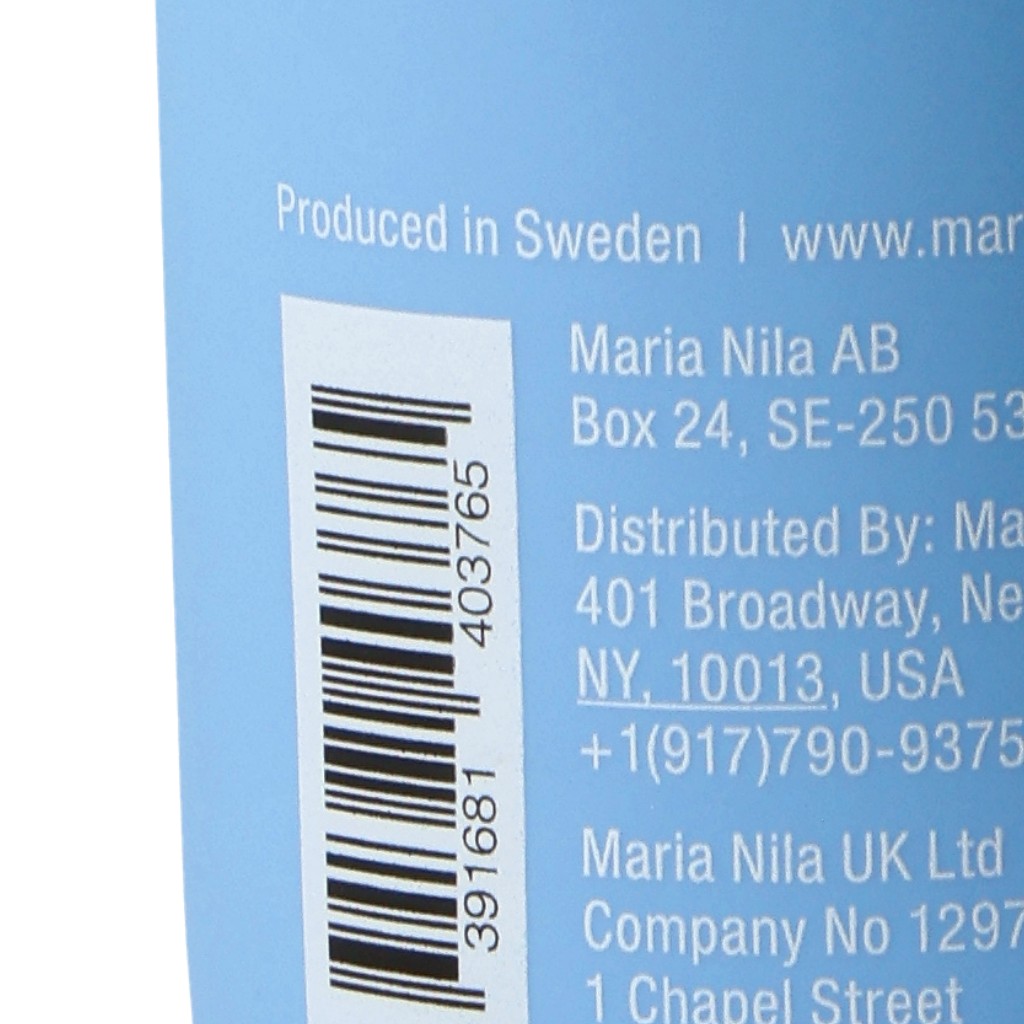 Produced in Sweden | www.mar
Maria Nila AB
Box 24, SE-250 53
Distributed By: Ma
401 Broadway, Ne
NY, 10013, USA
+1(917)790-9375
Maria Nila UK Ltd
Company No 1297
1 Chapel Street
391681 403765